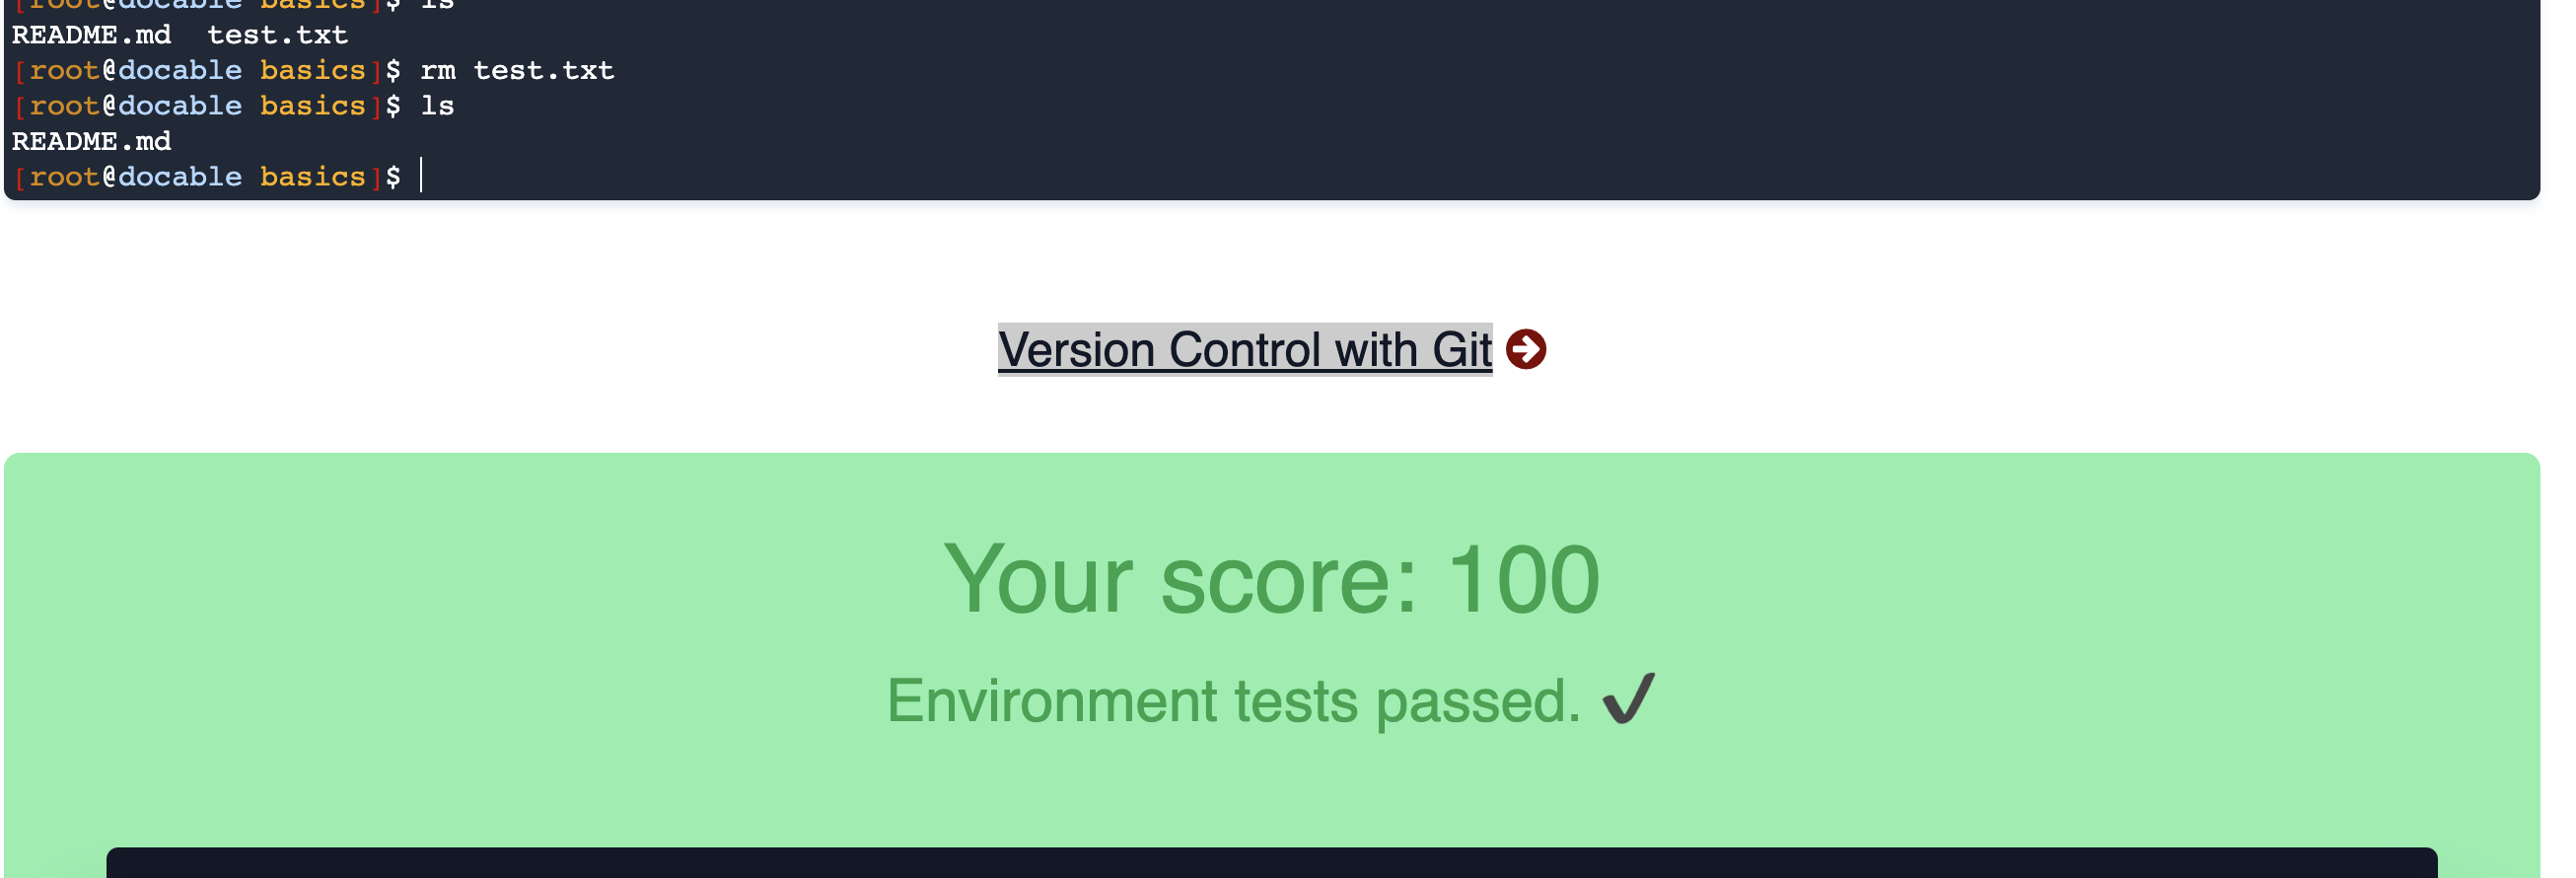 [root@docable basics]$ ls
README.md  test.txt
[root@docable basics]$ rm test.txt
[root@docable basics]$ ls
README.md
[root@docable basics]$
Version Control with Git
Your score: 100
Environment tests passed. ✔